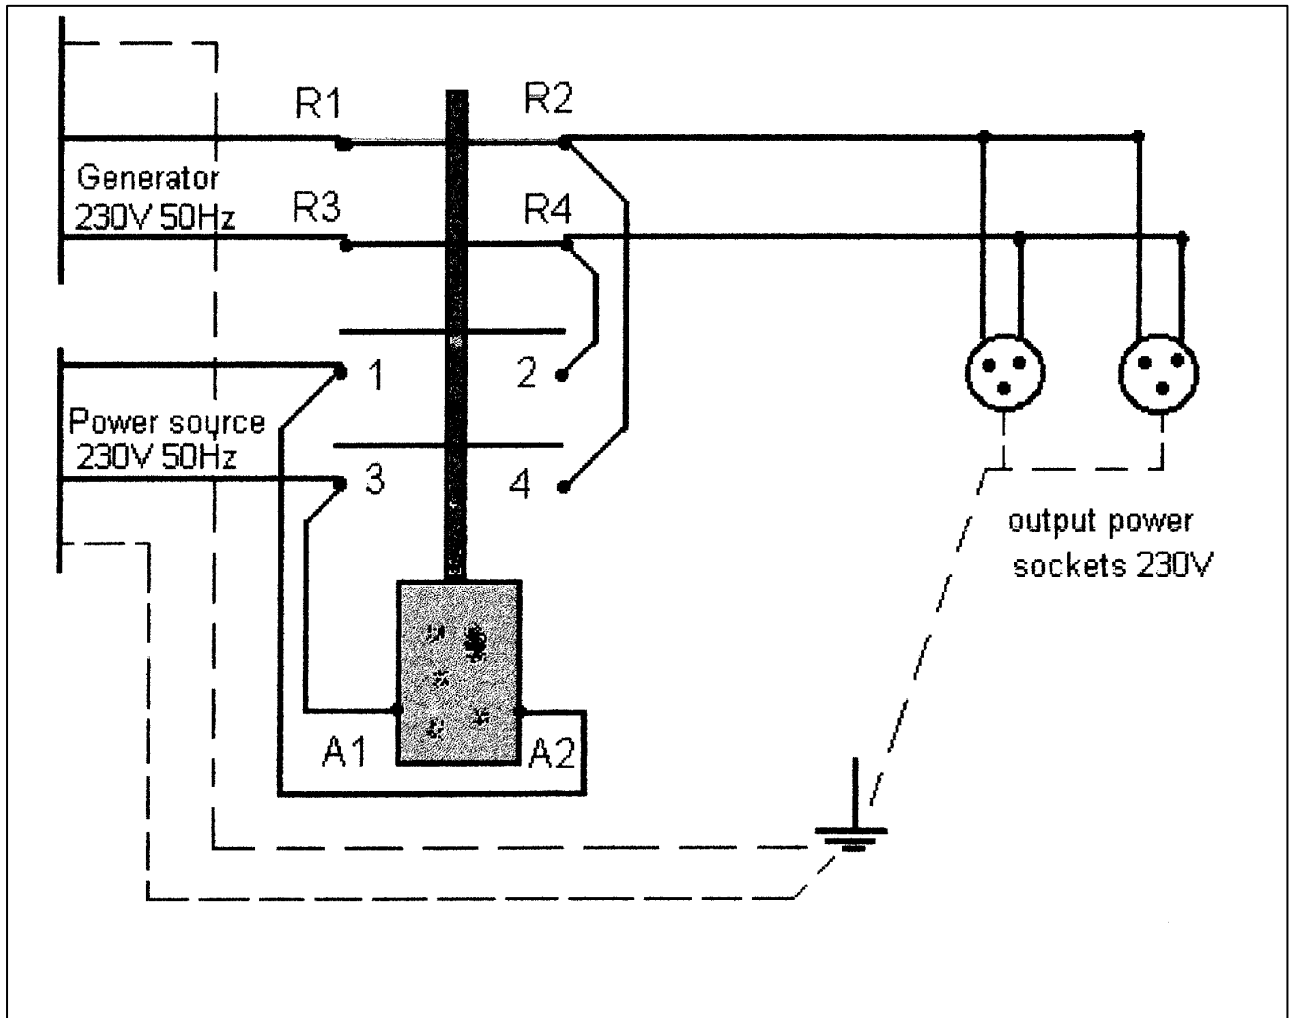 R1
R2
Generator
230V 50Hz
R3
R4
1
2
Power source
230V 50Hz
3
4
output power
sockets 230V
A1
A2